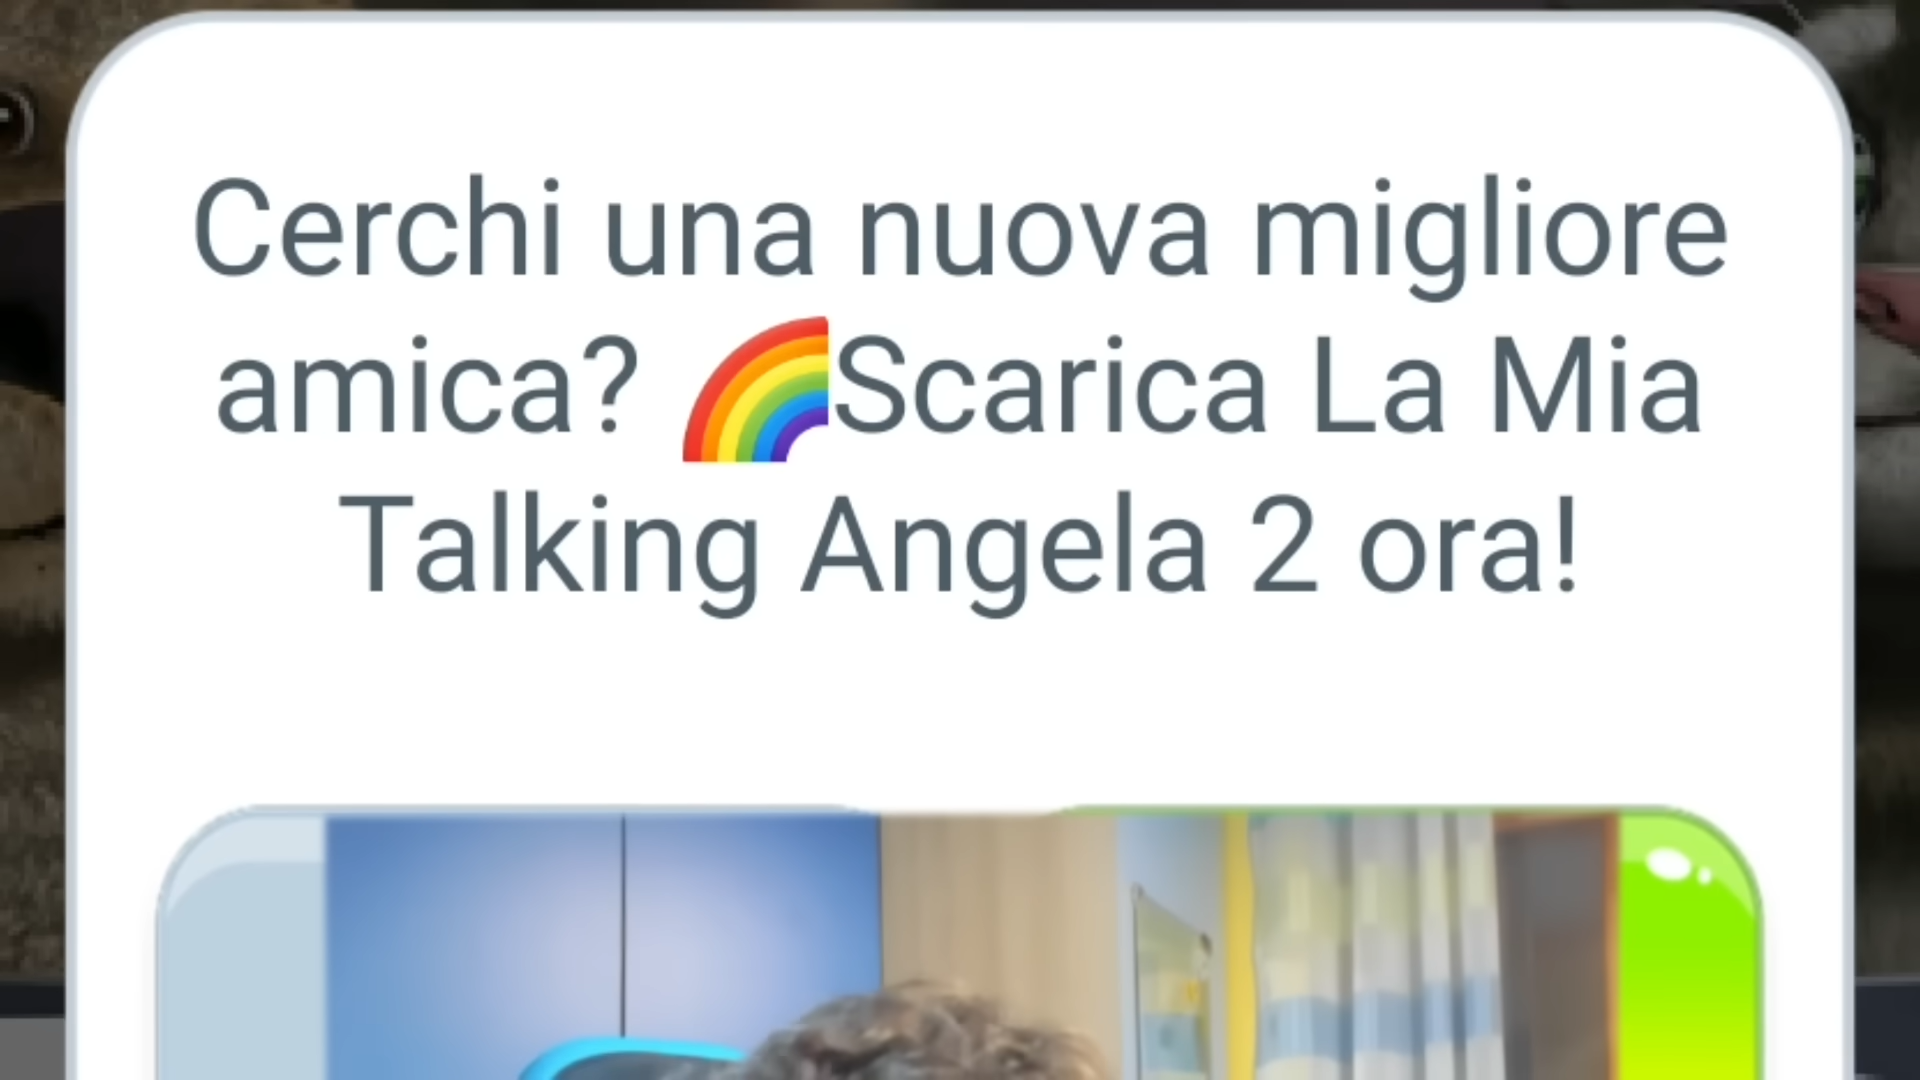 Cerchi una nuova migliore
amica? 🌈Scarica La Mia
Talking Angela 2 ora!